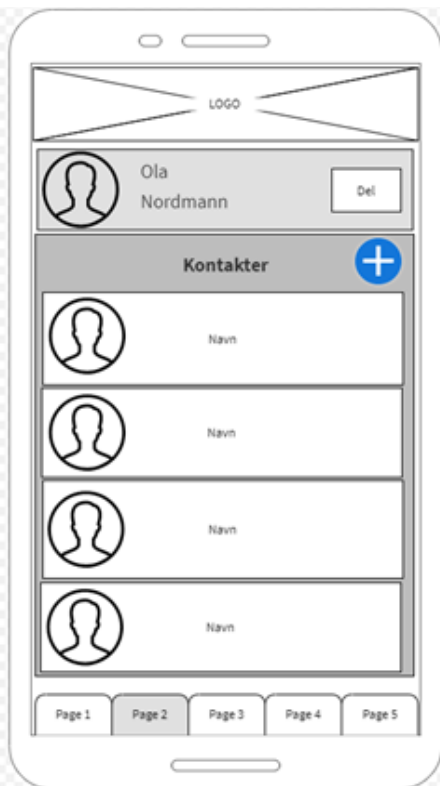 LOGO
Ola
Nordmann
Del
Kontakter
Navn
Navn
Navn
Navn
Page 1
Page 2
Page 3
Page 4
Page 5